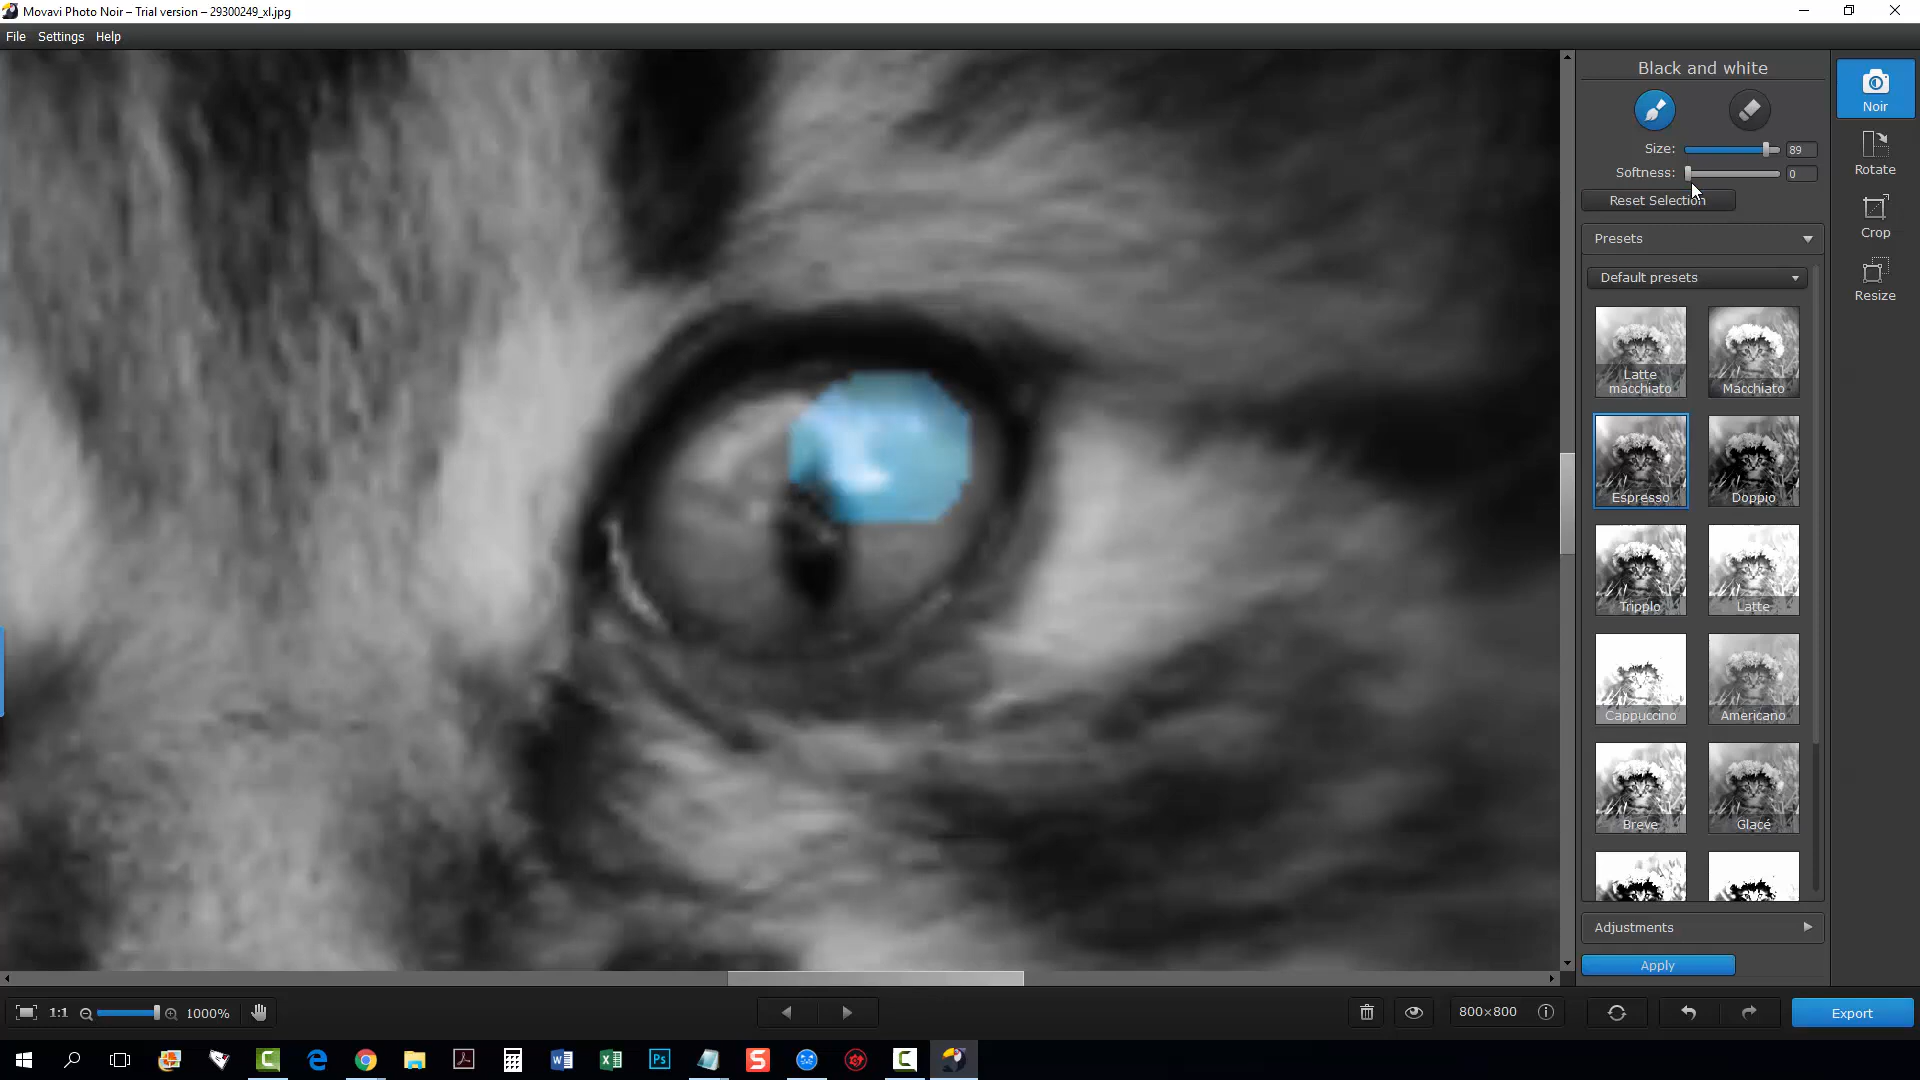 Movavi Photo Noir – Trial version – 29300249_xl.jpg
File Settings Help
Black and white
Noir
Size: 89
Softness: 0
Reset Selection
Rotate
Presets
Crop
Default presets
Resize
Latte macchiato
Macchiato
Espresso
Doppio
Tripplo
Latte
Cappuccino
Americano
Breve
Glacé
Adjustments
Apply
1:1 1000%
800×800
Export